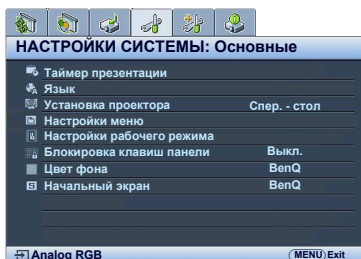 НАСТРОЙКИ СИСТЕМЫ: Основные
Таймер презентации
Язык
Установка проектора Спер. - стол
Настройки меню
Настройки рабочего режима
Блокировка клавиш панели Выкл.
Цвет фона BenQ
Начальный экран BenQ
Analog RGB MENU Exit